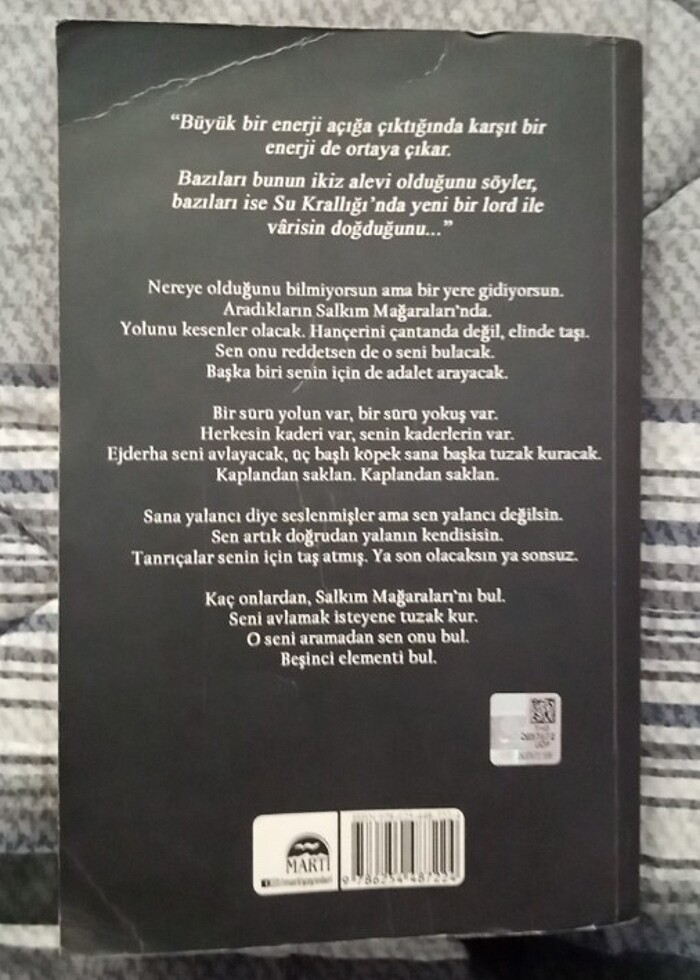 “Büyük bir enerji açığa çıktığında karşıt bir
enerji de ortaya çıkar.
Bazıları bunun ikiz alevi olduğunu söyler,
bazıları ise Su Krallığı’nda yeni bir lord ile
vârisin doğduğunu...”
Nereye olduğunu bilmiyorsun ama bir yere gidiyorsun.
Aradıkların Salkım Mağaraları’nda.
Yolunu kesenler olacak. Hançerini çantanda değil, elinde taşı.
Sen onu reddetsen de o seni bulacak.
Başka biri senin için de adalet arayacak.
Bir sürü yolun var, bir sürü yokuş var.
Herkesin kaderi var, senin kaderlerin var.
Ejderha seni avlayacak, üç başlı köpek sana başka tuzak kuracak.
Kaplandan saklan. Kaplandan saklan.
Sana yalancı diye seslenmişler ama sen yalancı değilsin.
Sen artık doğrudan yalanın kendisisin.
Tanrıçalar senin için taş atmış. Ya son olacaksın ya sonsuz.
Kaç onlardan, Salkım Mağaraları’nı bul.
Seni avlamak isteyene tuzak kur.
O seni aramadan sen onu bul.
Beşinci elementi bul.
MARTI
9 786254 487224